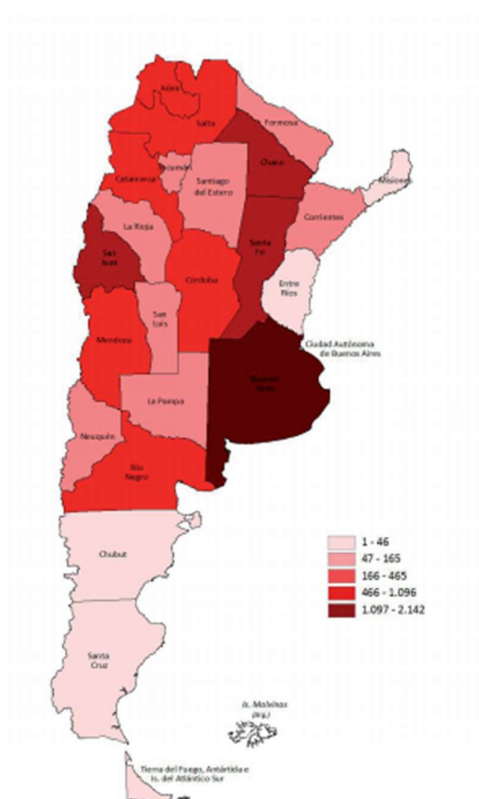 Jujuy
Salta
Formosa
Chaco
Tucumán
Catamarca
Santiago
del Estero
Misiones
Corrientes
La Rioja
San
Juan
Santa
Fe
Córdoba
Entre
Ríos
San
Luis
Mendoza
Ciudad Autónoma
de Buenos Aires
Buenos
Aires
La Pampa
Neuquén
Río
Negro
Chubut
1 - 46
47 - 165
166 - 465
466 - 1.096
1.097 - 2.142
Santa
Cruz
Is. Malvinas
(Arg.)
Tierra del Fuego, Antártida e
Is. del Atlántico Sur